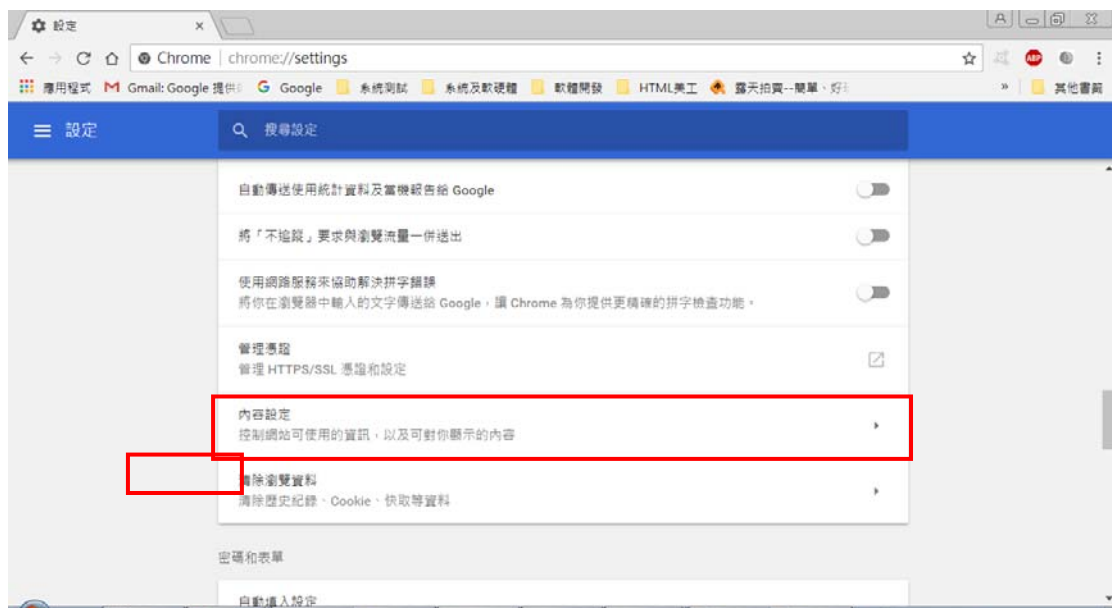 設定
Chrome | chrome://settings
應用程式 Gmail: Google 提供 Google 系統測試 系統及軟硬體 軟體開發 HTML美工 露天拍賣--簡單、好 » 其他書籤
設定 搜尋設定
自動傳送使用統計資料及當機報告給 Google
將「不追蹤」要求與瀏覽流量一併送出
使用網路服務來協助解決拼字錯誤
將你在瀏覽器中輸入的文字傳送給 Google，讓 Chrome 為你提供更精確的拼字檢查功能。
管理憑證
管理 HTTPS/SSL 憑證和設定
內容設定
控制網站可使用的資訊，以及可對你顯示的內容
清除瀏覽資料
清除歷史紀錄、Cookie、快取等資料
密碼和表單
自動填入設定